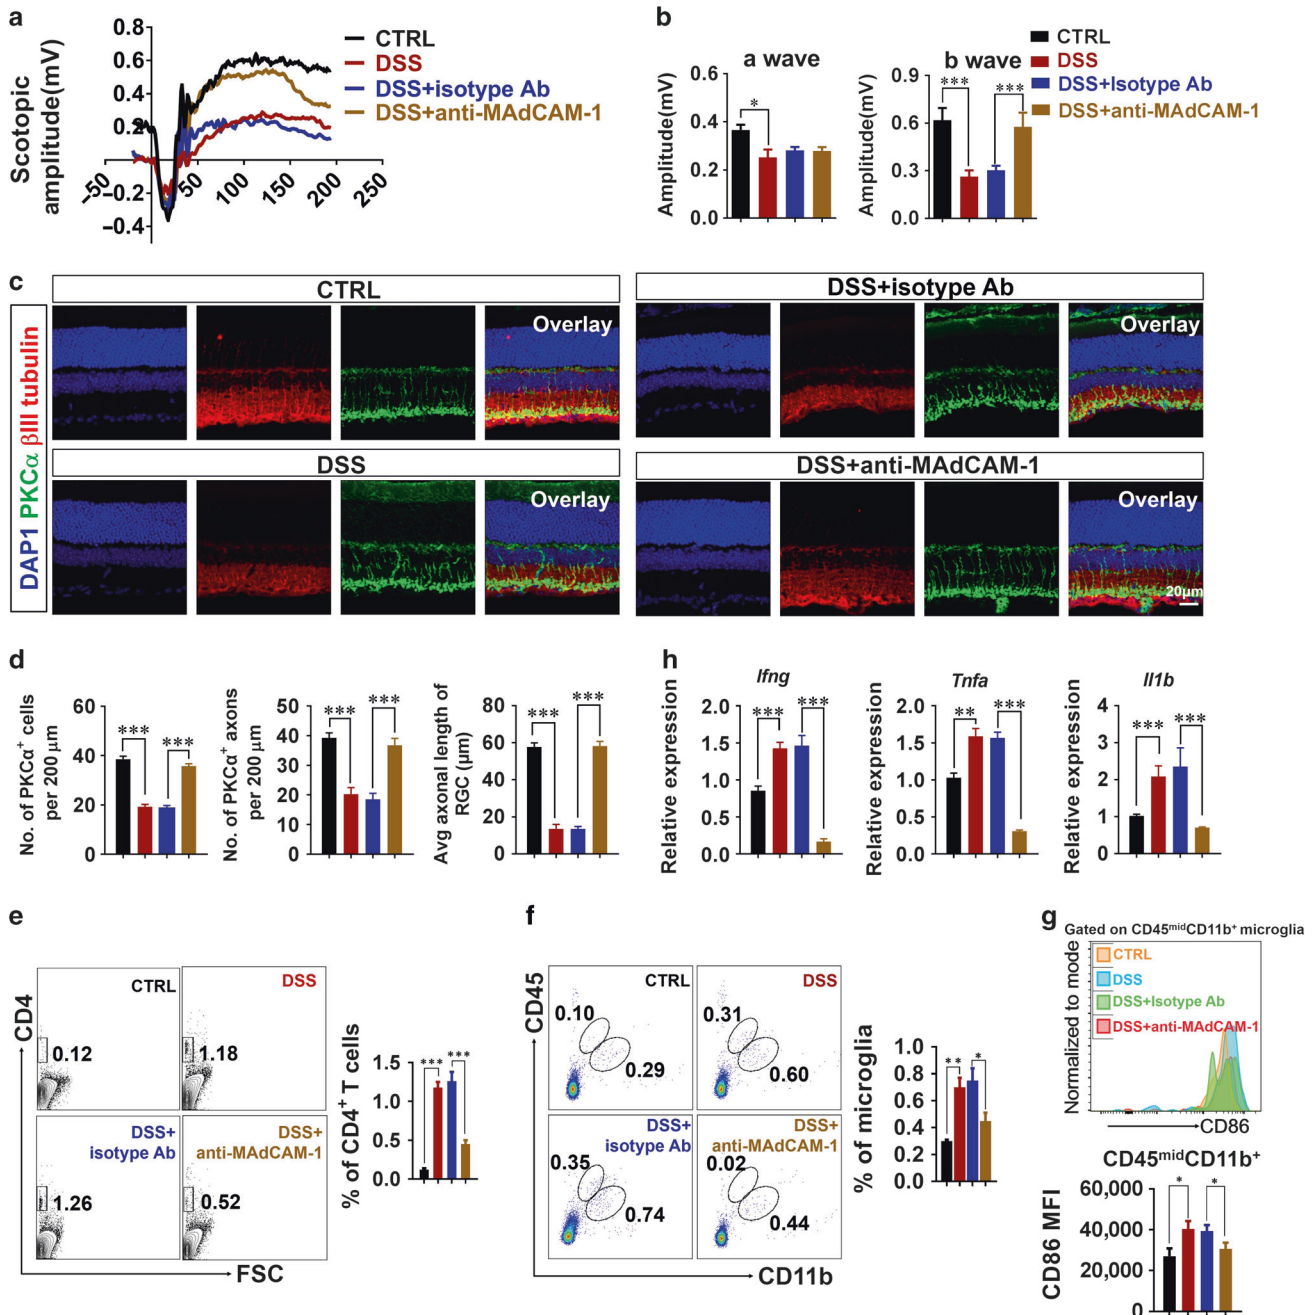 a
Scotopic
amplitude(mV)
0.8
0.6
0.4
0.2
−0.2
−0.4
−50
50
100
150
200
250
CTRL
DSS
DSS+isotype Ab
DSS+anti-MAdCAM-1
b
a wave
Amplitude(mV)
0.6
0.4
0.2
0.0
*
b wave
Amplitude(mV)
0.9
0.6
0.3
0.0
***
***
CTRL
DSS
DSS+Isotype Ab
DSS+anti-MAdCAM-1
c
DAP1 PKCα βIII tubulin
CTRL
Overlay
DSS+isotype Ab
Overlay
DSS
Overlay
DSS+anti-MAdCAM-1
Overlay
20μm
d
No. of PKCα⁺ cells
per 200 μm
60
40
20
0
***
***
No. of PKCα⁺ axons
per 200 μm
50
40
30
20
10
0
***
***
Avg axonal length of
RGC (μm)
80
60
40
20
0
***
***
h
Ifng
Relative expression
2.0
1.5
1.0
0.5
0.0
***
***
Tnfa
Relative expression
2.0
1.5
1.0
0.5
0.0
**
***
Il1b
Relative expression
4
3
2
1
0
***
***
e
CD4
CTRL
0.12
DSS
1.18
DSS+
isotype Ab
1.26
DSS+
anti-MAdCAM-1
0.52
FSC
% of CD4⁺ T cells
1.5
1.0
0.5
0.0
***
***
f
CD45
CTRL
0.10
0.29
DSS
0.31
0.60
DSS+
isotype Ab
0.35
0.74
DSS+
anti-MAdCAM-1
0.02
0.44
CD11b
% of microglia
1.0
0.8
0.6
0.4
0.2
0.0
**
*
g
Gated on CD45ᵐⁱᵈCD11b⁺ microglia
Normalized to mode
CTRL
DSS
DSS+Isotype Ab
DSS+anti-MAdCAM-1
CD86
CD45ᵐⁱᵈCD11b⁺
CD86 MFI
60,000
40,000
20,000
0
*
*